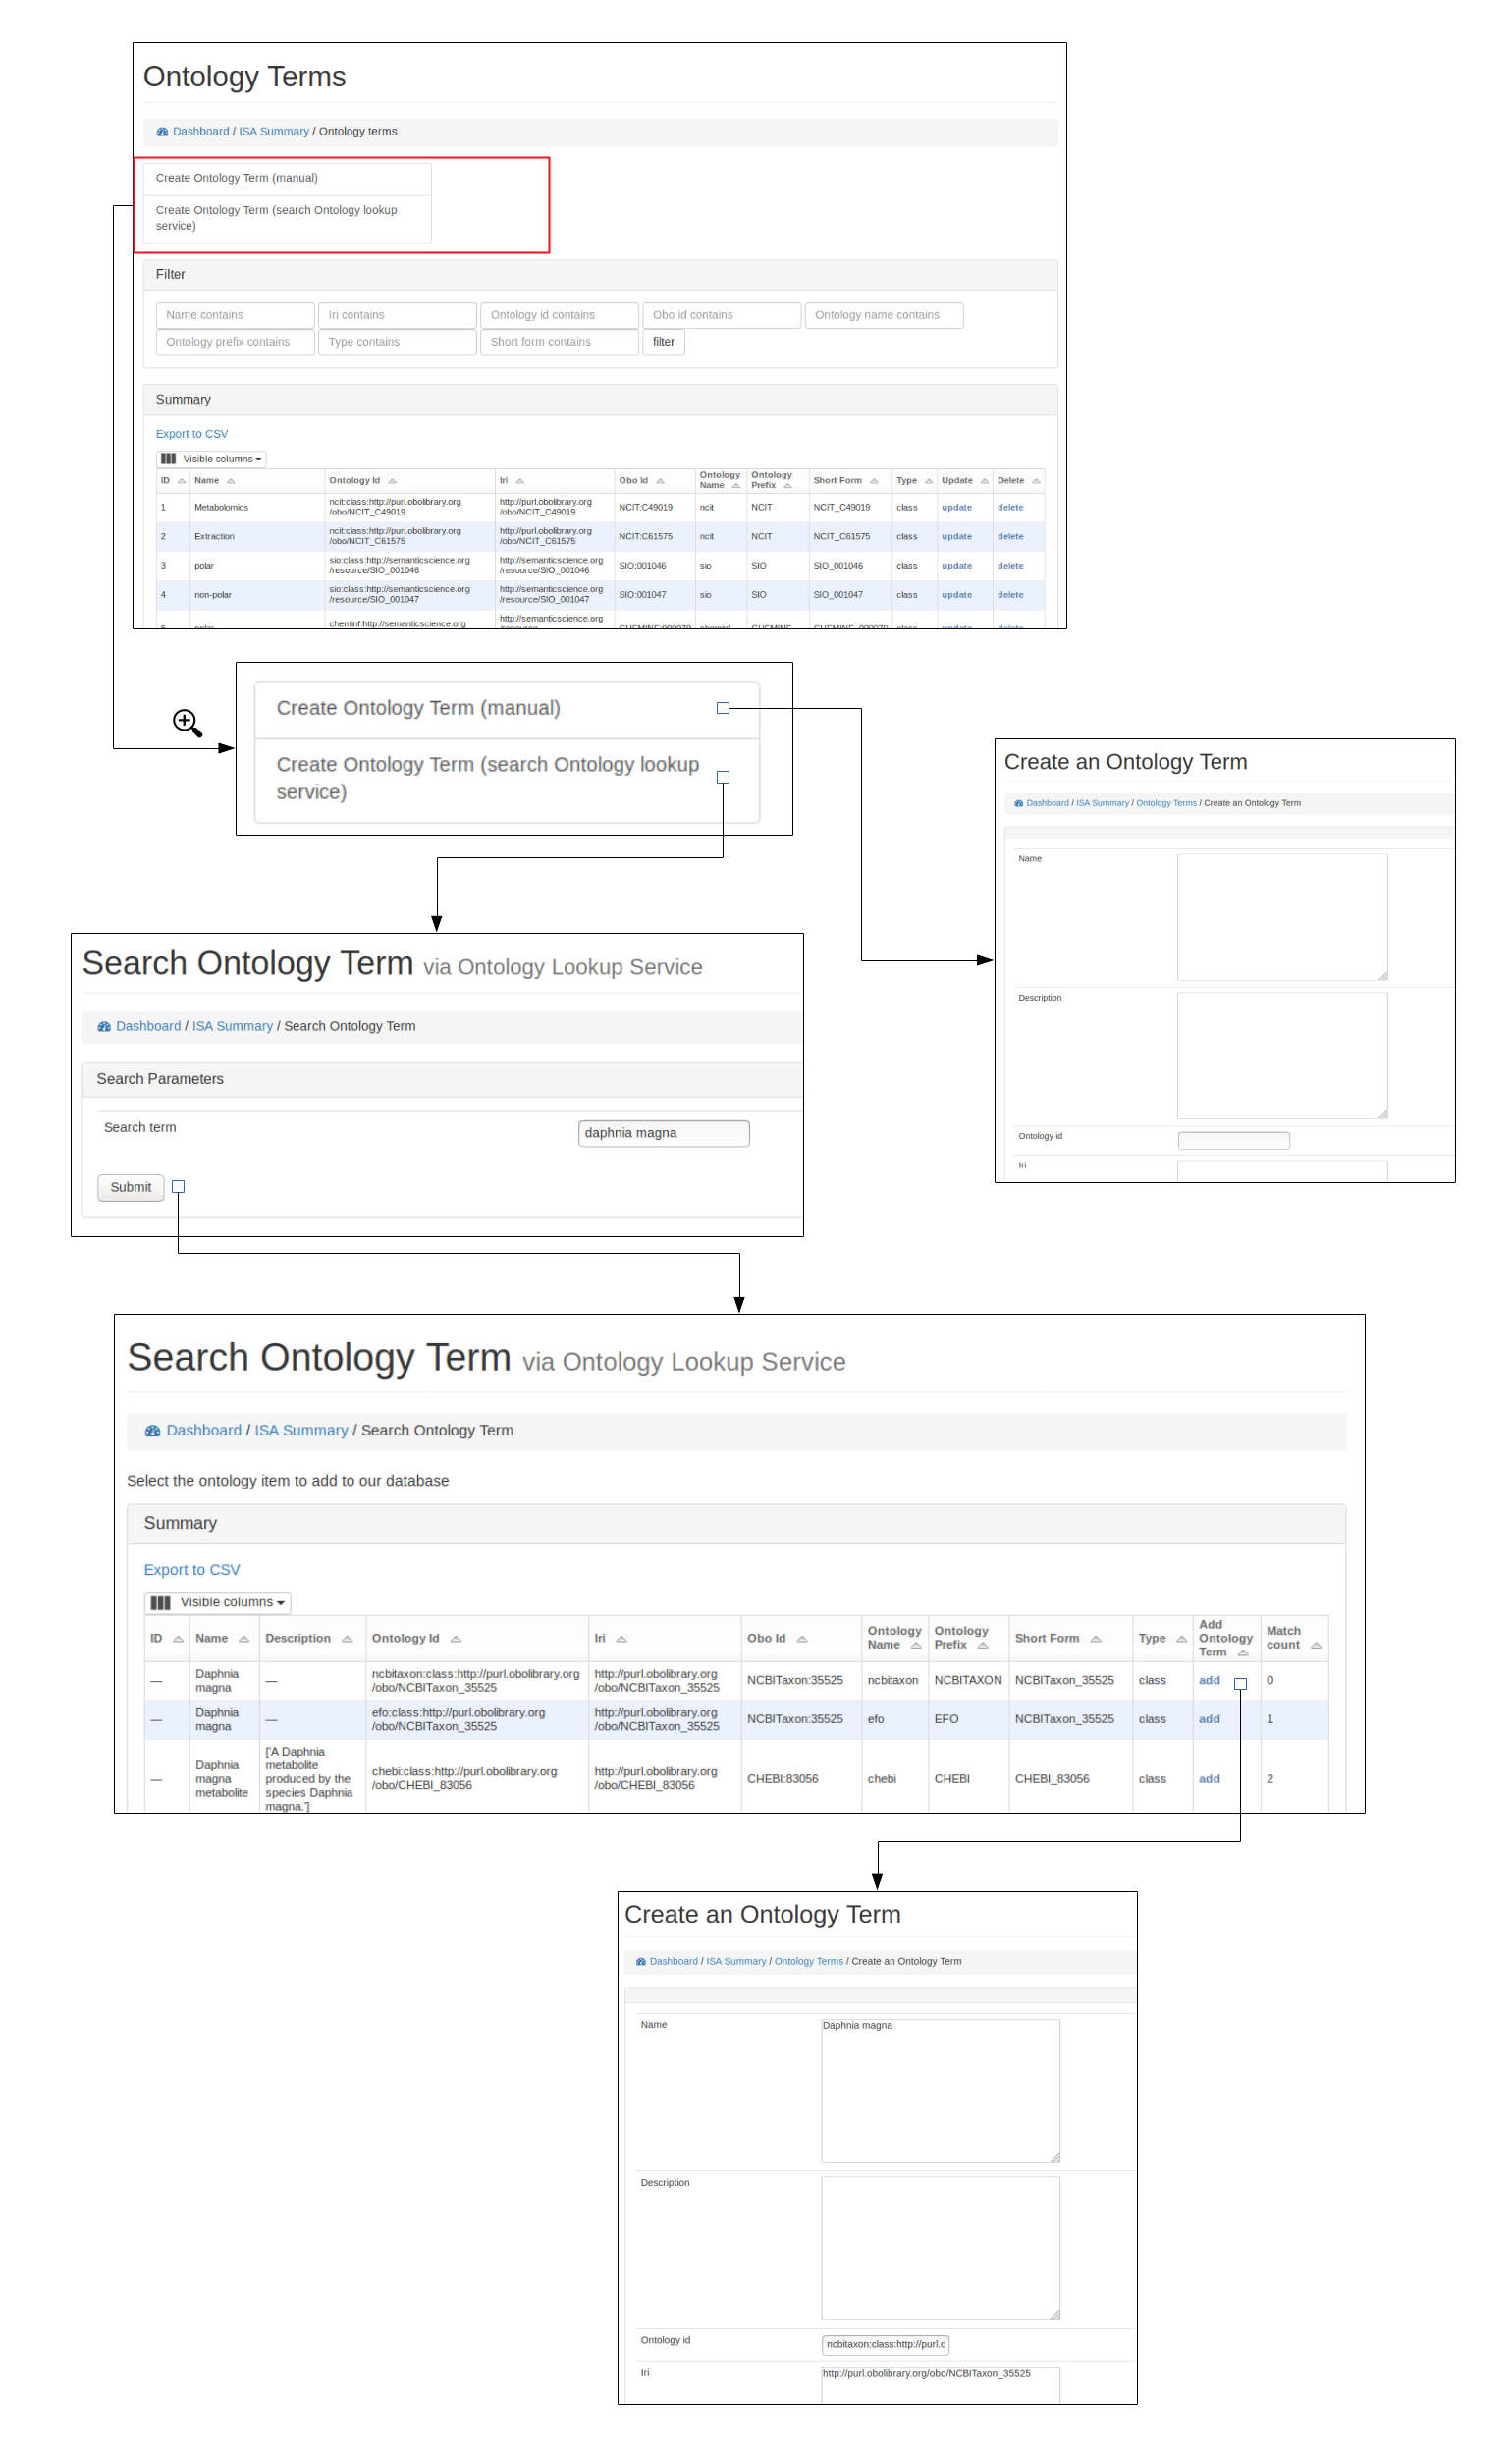 Ontology Terms
Dashboard / ISA Summary / Ontology terms
Create Ontology Term (manual)
Create Ontology Term (search Ontology lookup
service)
Filter
Name contains Iri contains Ontology id contains Obo id contains Ontology name contains
Ontology prefix contains Type contains Short form contains filter
Summary
Export to CSV
Visible columns
ID Name Ontology Id Iri Obo Id Ontology Name Ontology Prefix Short Form Type Update Delete
1 Metabolomics ncit:class:http://purl.obolibrary.org/obo/NCIT_C49019 http://purl.obolibrary.org/obo/NCIT_C49019 NCIT:C49019 ncit NCIT NCIT_C49019 class update delete
2 Extraction ncit:class:http://purl.obolibrary.org/obo/NCIT_C61575 http://purl.obolibrary.org/obo/NCIT_C61575 NCIT:C61575 ncit NCIT NCIT_C61575 class update delete
3 polar sio:class:http://semanticscience.org/resource/SIO_001046 http://semanticscience.org/resource/SIO_001046 SIO:001046 sio SIO SIO_001046 class update delete
4 non-polar sio:class:http://semanticscience.org/resource/SIO_001047 http://semanticscience.org/resource/SIO_001047 SIO:001047 sio SIO SIO_001047 class update delete
cheminf:http://semanticscience.org http://semanticscience.org
Create Ontology Term (manual)
Create Ontology Term (search Ontology lookup
service)
Create an Ontology Term
Dashboard / ISA Summary / Ontology Terms / Create an Ontology Term
Name
Description
Ontology id
Iri
Search Ontology Term via Ontology Lookup Service
Dashboard / ISA Summary / Search Ontology Term
Search Parameters
Search term daphnia magna
Submit
Search Ontology Term via Ontology Lookup Service
Dashboard / ISA Summary / Search Ontology Term
Select the ontology item to add to our database
Summary
Export to CSV
Visible columns
ID Name Description Ontology Id Iri Obo Id Ontology Name Ontology Prefix Short Form Type Add Ontology Term Match count
— Daphnia magna — ncbitaxon:class:http://purl.obolibrary.org/obo/NCBITaxon_35525 http://purl.obolibrary.org/obo/NCBITaxon_35525 NCBITaxon:35525 ncbitaxon NCBITAXON NCBITaxon_35525 class add 0
— Daphnia magna — efo:class:http://purl.obolibrary.org/obo/NCBITaxon_35525 http://purl.obolibrary.org/obo/NCBITaxon_35525 NCBITaxon:35525 efo EFO NCBITaxon_35525 class add 1
— Daphnia magna metabolite ['A Daphnia metabolite produced by the species Daphnia magna.'] chebi:class:http://purl.obolibrary.org/obo/CHEBI_83056 http://purl.obolibrary.org/obo/CHEBI_83056 CHEBI:83056 chebi CHEBI CHEBI_83056 class add 2
Create an Ontology Term
Dashboard / ISA Summary / Ontology Terms / Create an Ontology Term
Name Daphnia magna
Description
Ontology id ncbitaxon:class:http://purl.c
Iri http://purl.obolibrary.org/obo/NCBITaxon_35525